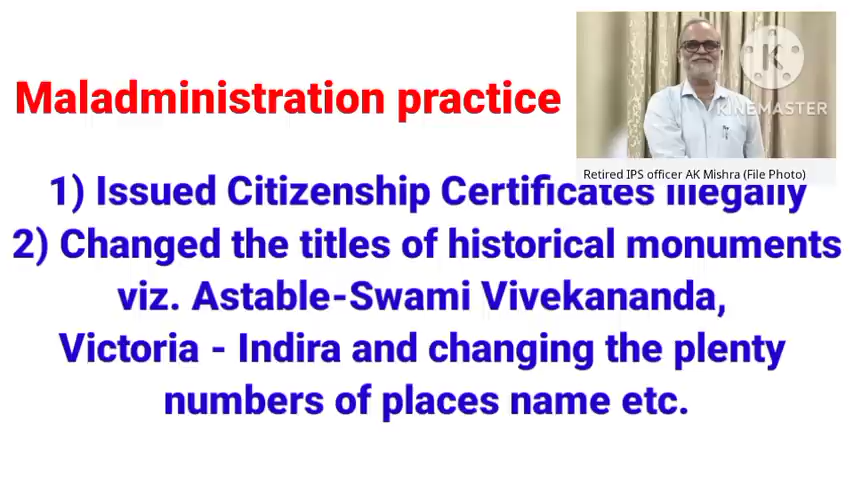 Maladministration practice
KINEMASTER
Retired IPS officer AK Mishra (File Photo)
1) Issued Citizenship Certificates Illegally
2) Changed the titles of historical monuments
viz. Astable-Swami Vivekananda,
Victoria - Indira and changing the plenty
numbers of places name etc.